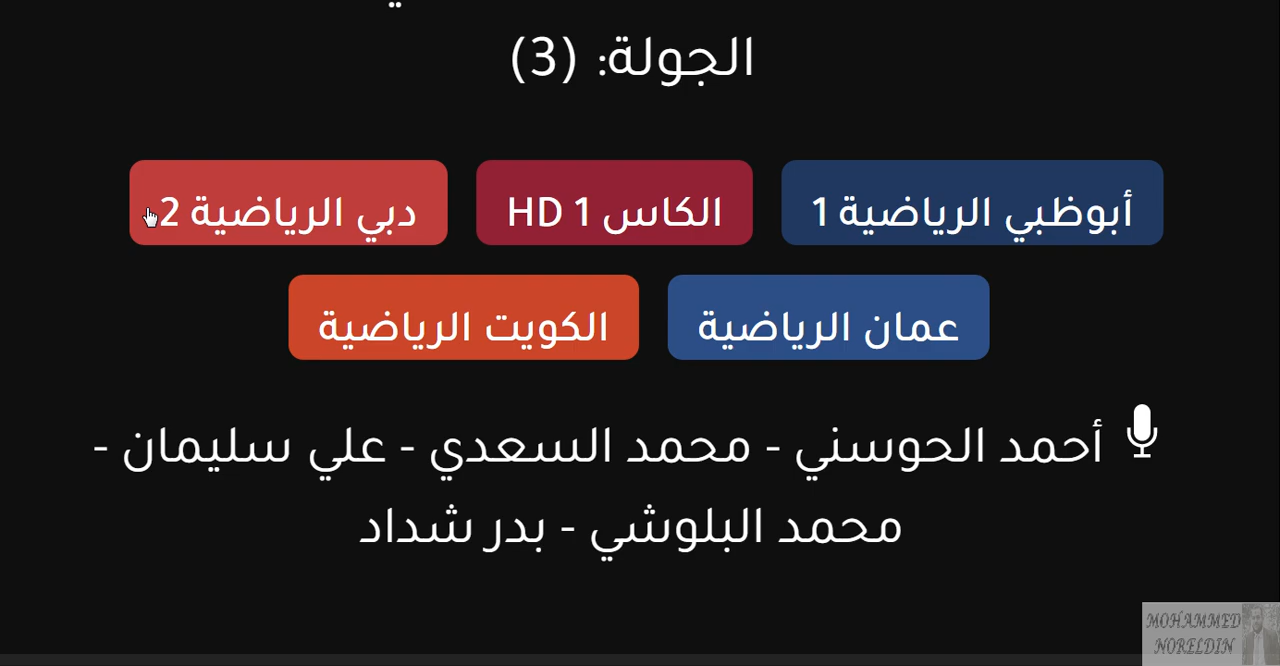 الجولة: (3)
أبوظبي الرياضية 1
الكاس HD 1
دبي الرياضية 2
عمان الرياضية
الكويت الرياضية
أحمد الحوسني - محمد السعدي - علي سليمان -
محمد البلوشي - بدر شداد
MOHAMMED
NORELDIN